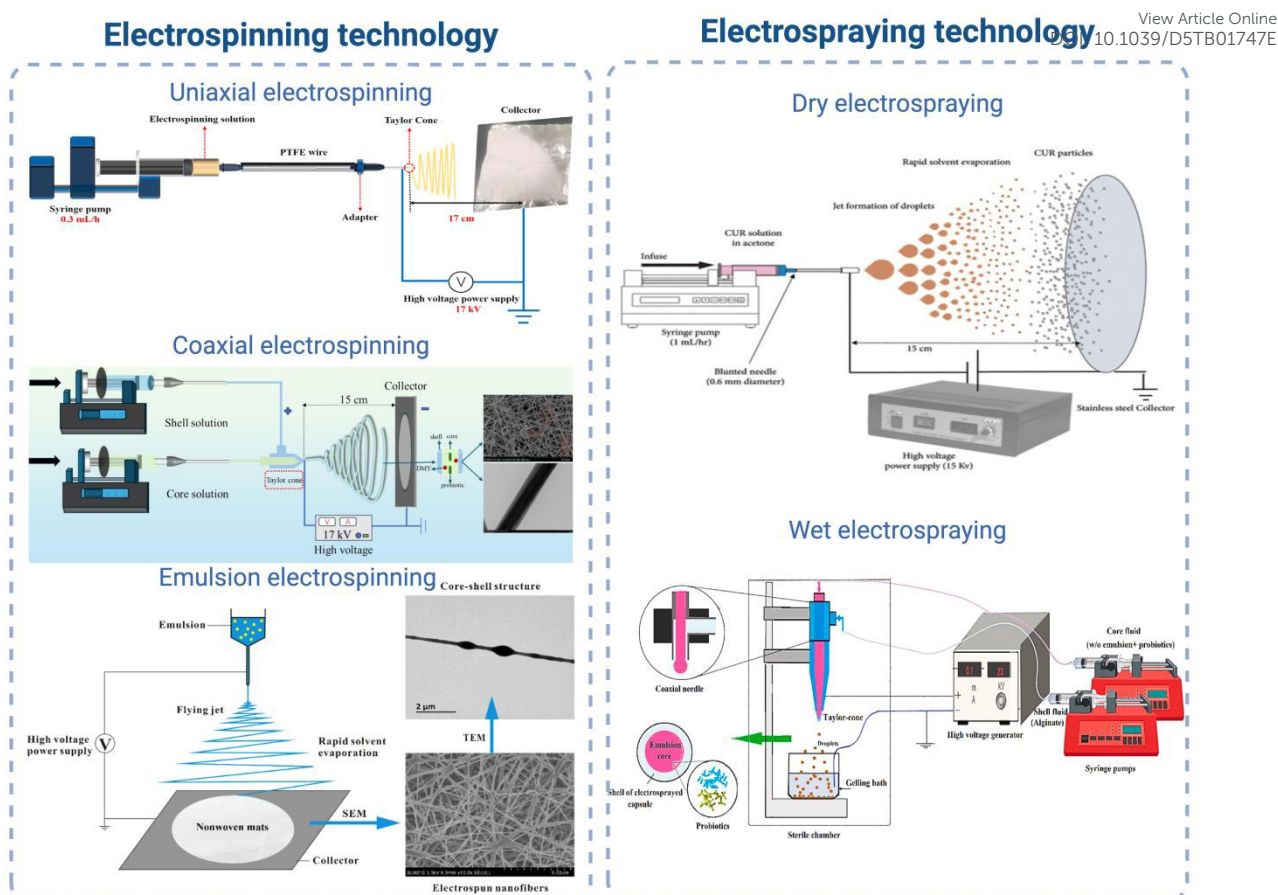 View Article Online
10.1039/D5TB01747E
Electrospinning technology
Electrospraying technology
Uniaxial electrospinning
Electrospinning solution
Taylor Cone
Collector
PTFE wire
Syringe pump
0.3 mL/h
Adapter
17 cm
V
High voltage power supply
17 kV
Coaxial electrospinning
Collector
15 cm
Shell solution
shell
core
DMY
probiotic
Taylor cone
Core solution
V
A
17 kV
High voltage
Emulsion electrospinning
Core-shell structure
Emulsion
2 μm
Flying jet
High voltage
power supply
V
Rapid solvent
evaporation
TEM
SEM
Nonwoven mats
Collector
Electrospun nanofibers
Dry electrospraying
CUR particles
Rapid solvent evaporation
Jet formation of droplets
CUR solution
in acetone
Infuse
Syringe pump
(1 mL/hr)
15 cm
Blunted needle
(0.6 mm diameter)
Stainless steel Collector
High voltage
power supply (15 Kv)
Wet electrospraying
Core fluid
(w/o emulsion+ probiotics)
Coaxial needle
Shell fluid
(Alginate)
Taylor-cone
High voltage generator
Droplets
Syringe pumps
Emulsion
core
Gelling bath
Shell of electrosprayed
capsule
Probiotics
Sterile chamber